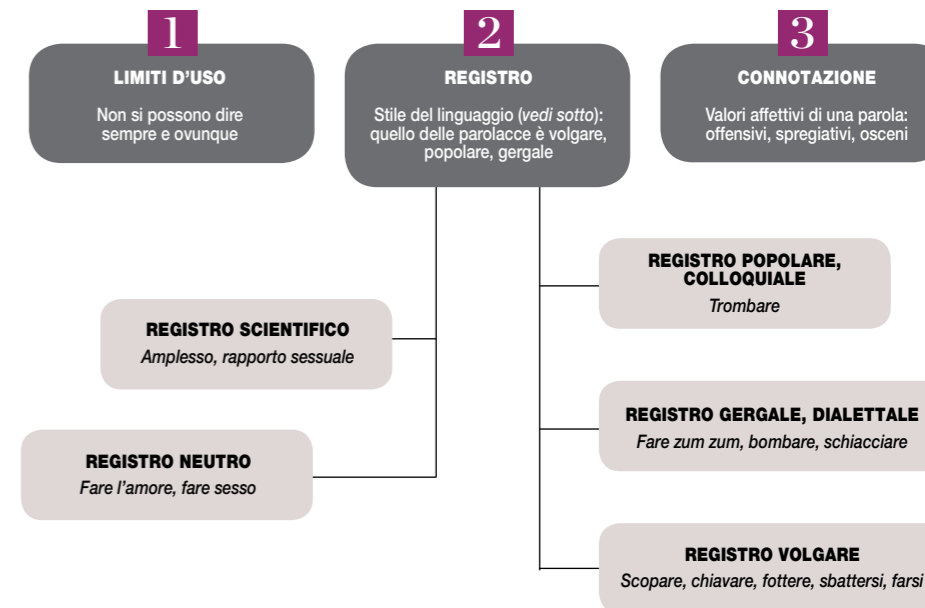 1
LIMITI D'USO
Non si possono dire
sempre e ovunque
2
REGISTRO
Stile del linguaggio (vedi sotto):
quello delle parolacce è volgare,
popolare, gergale
3
CONNOTAZIONE
Valori affettivi di una parola:
offensivi, spregiativi, osceni
REGISTRO SCIENTIFICO
Amplesso, rapporto sessuale
REGISTRO NEUTRO
Fare l'amore, fare sesso
REGISTRO POPOLARE,
COLLOQUIALE
Trombare
REGISTRO GERGALE, DIALETTALE
Fare zum zum, bombare, schiacciare
REGISTRO VOLGARE
Scopare, chiavare, fottere, sbattersi, farsi